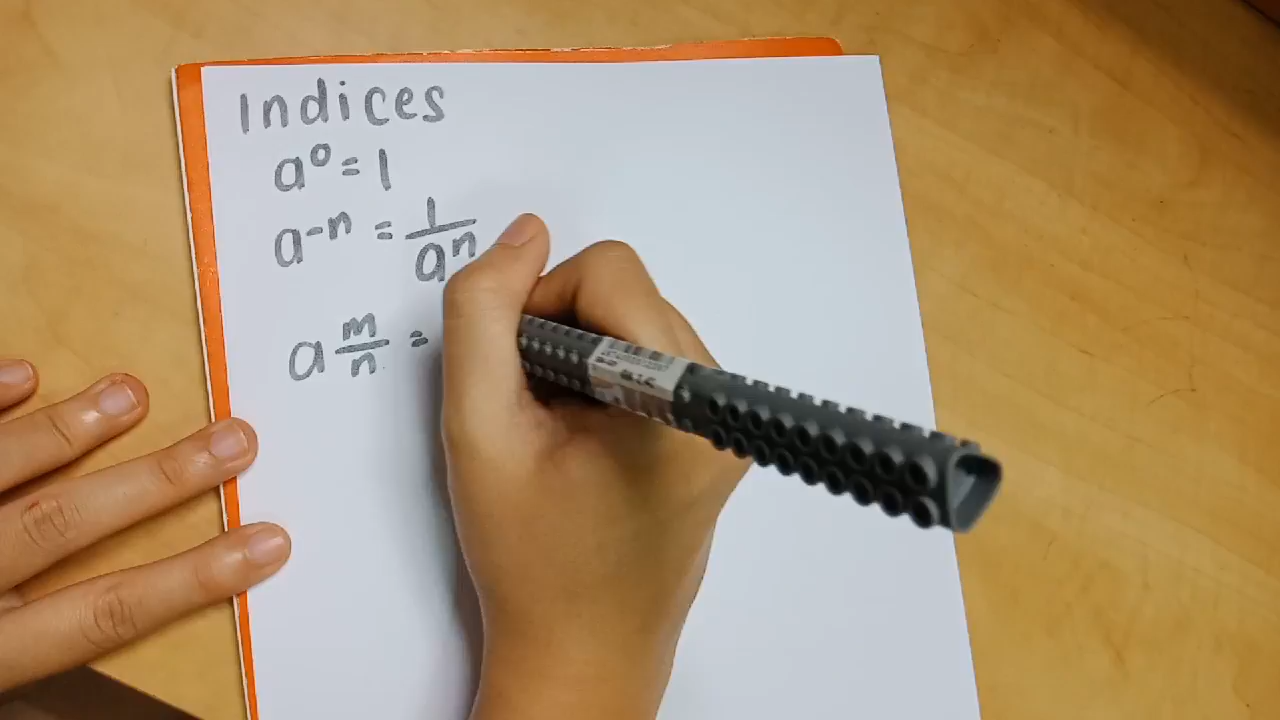 Indices
a⁰ = 1
a⁻ⁿ = 1/aⁿ
a m/n =